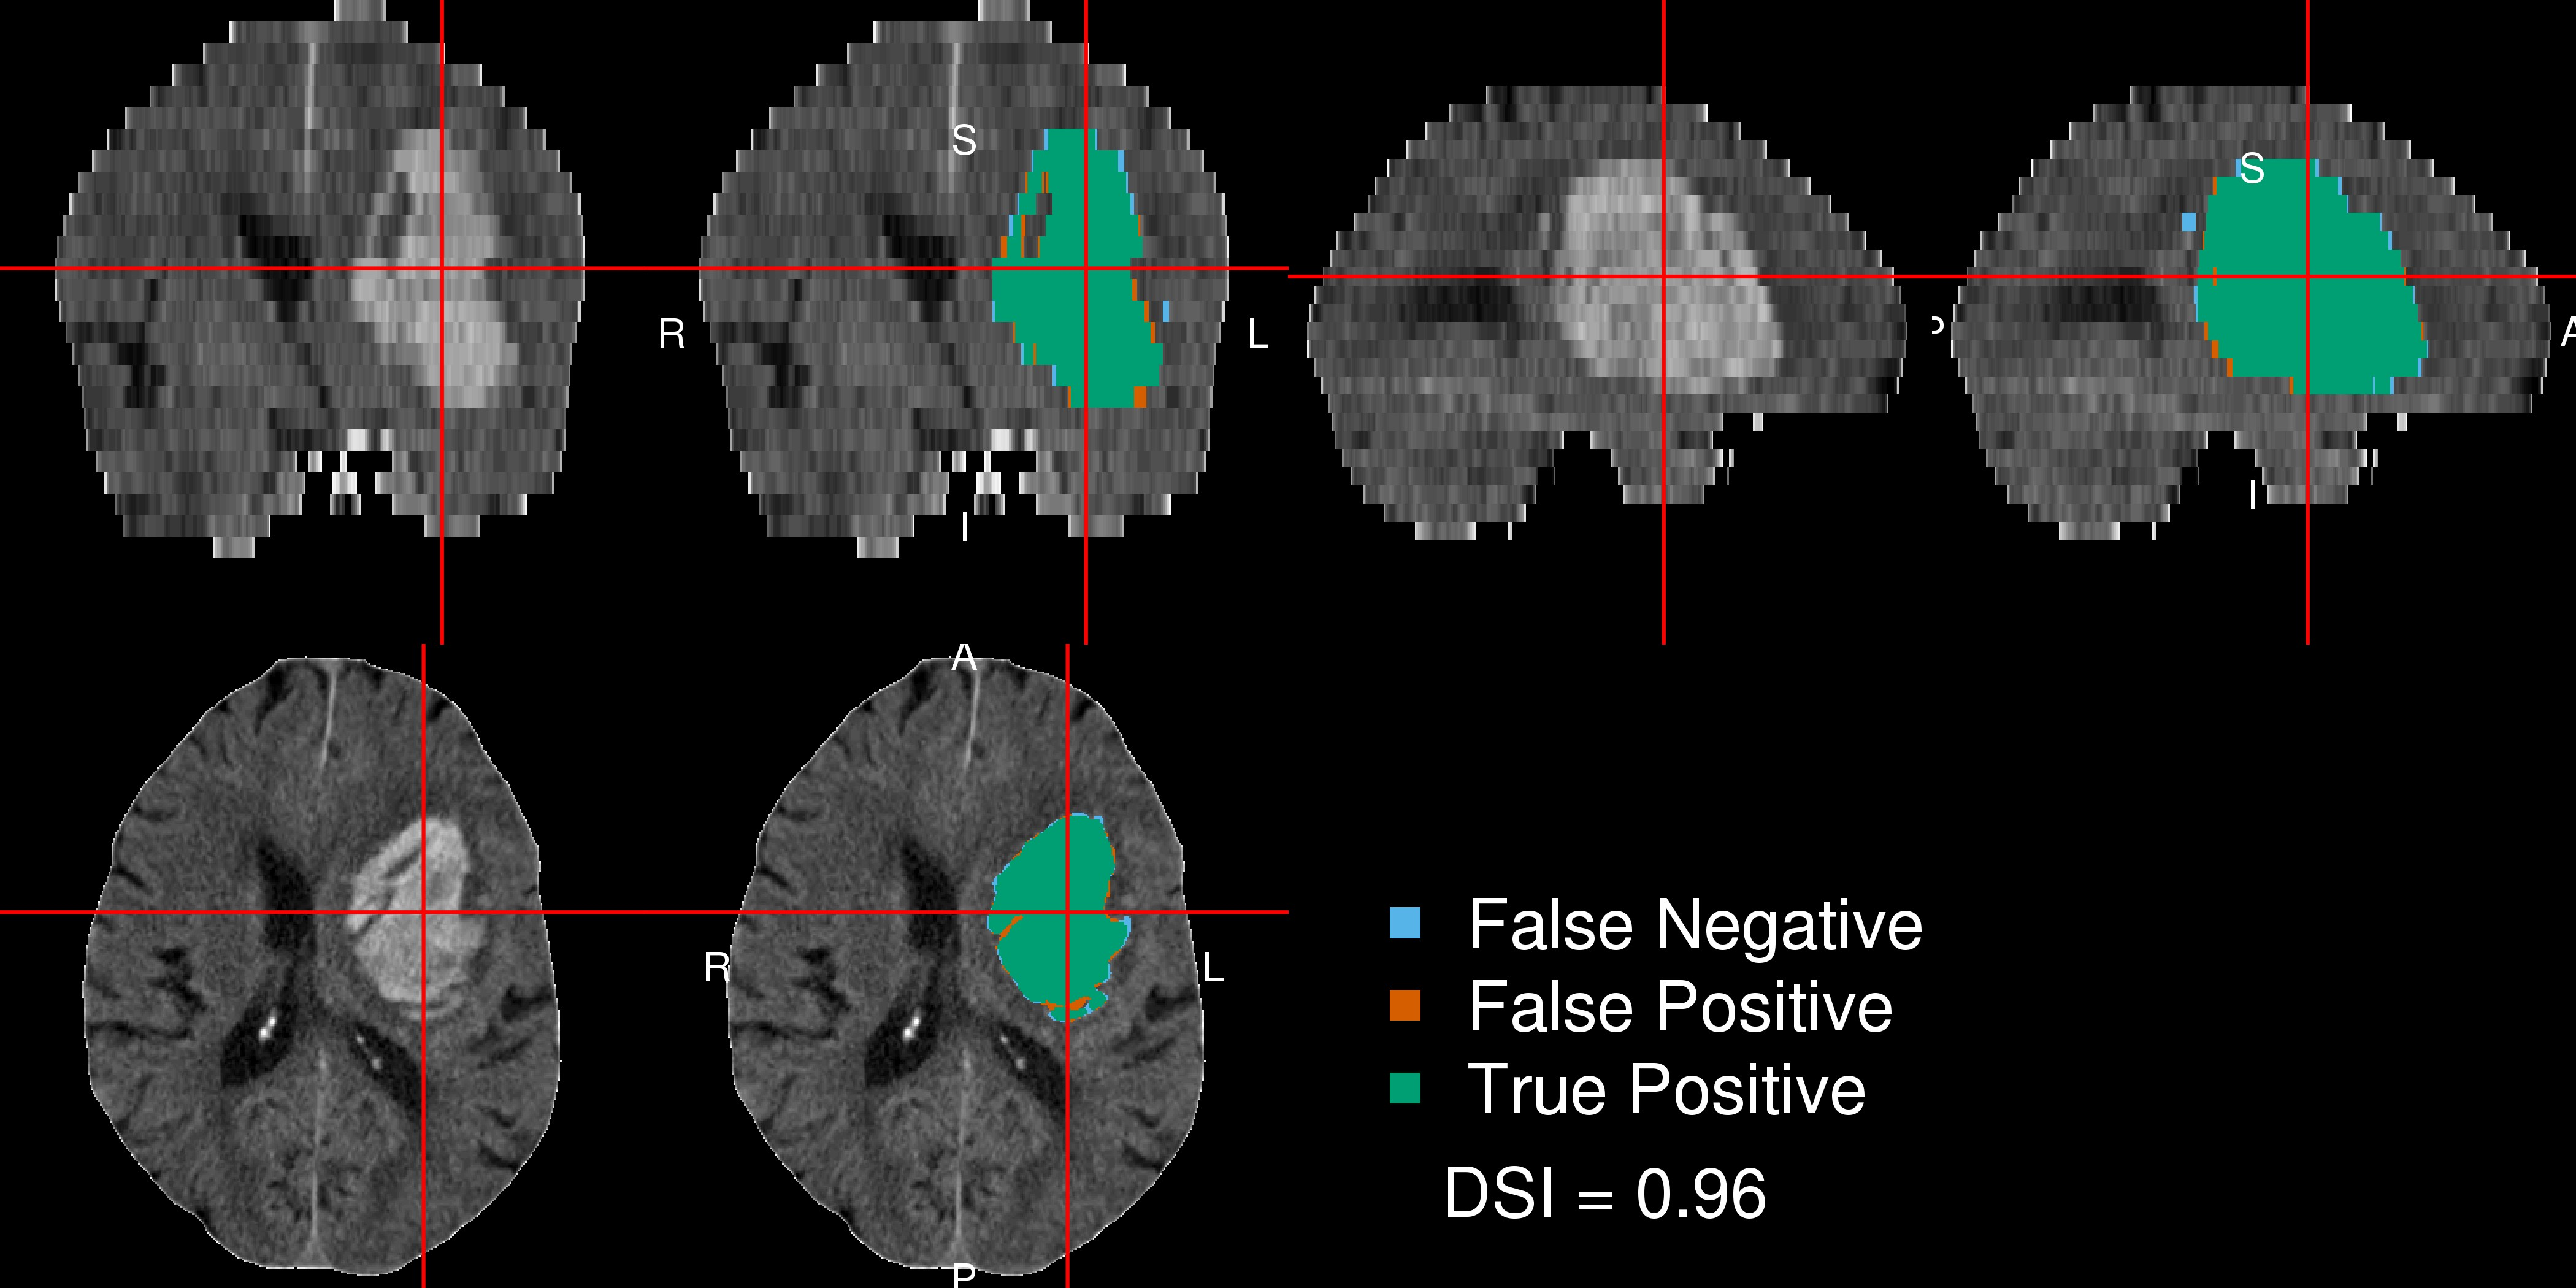 S
R
L
I
S
P
A
I
A
R
L
P
False Negative
False Positive
True Positive
DSI = 0.96